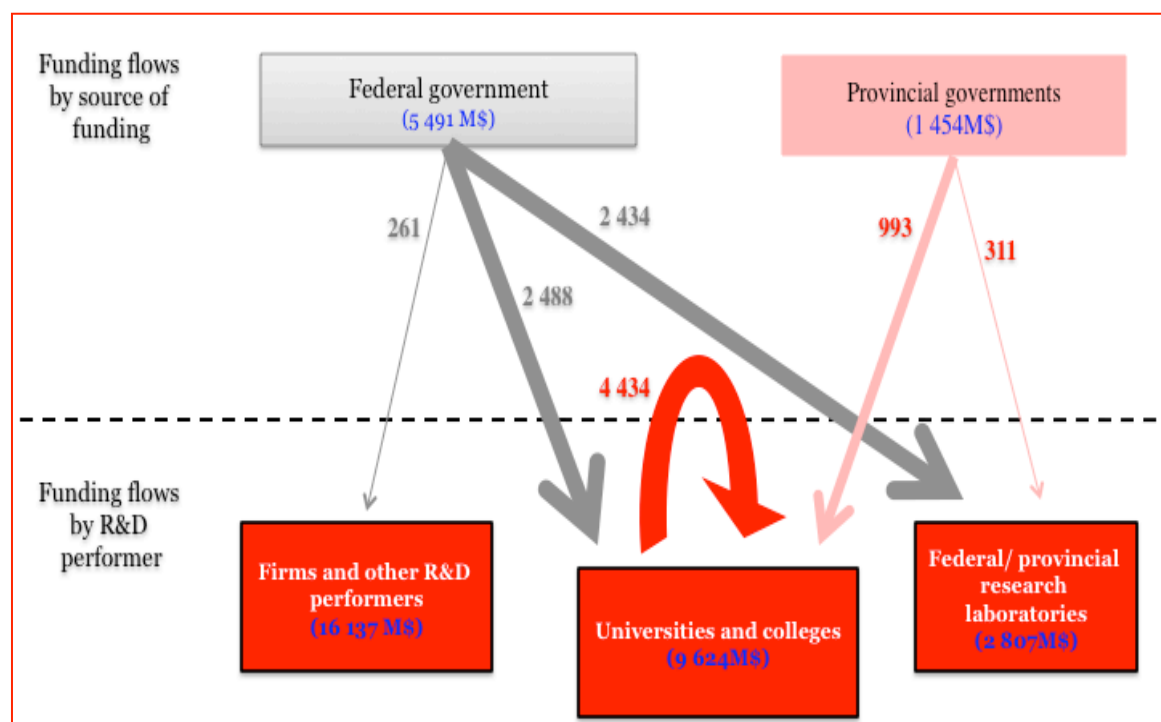 Funding flows
by source of
funding
Federal government
(5 491 M$)
Provincial governments
(1 454M$)
261
2 434
993
311
2 488
4 434
Funding flows
by R&D
performer
Firms and other R&D
performers
(16 137 M$)
Universities and colleges
(9 624M$)
Federal/ provincial
research
laboratories
(2 807M$)